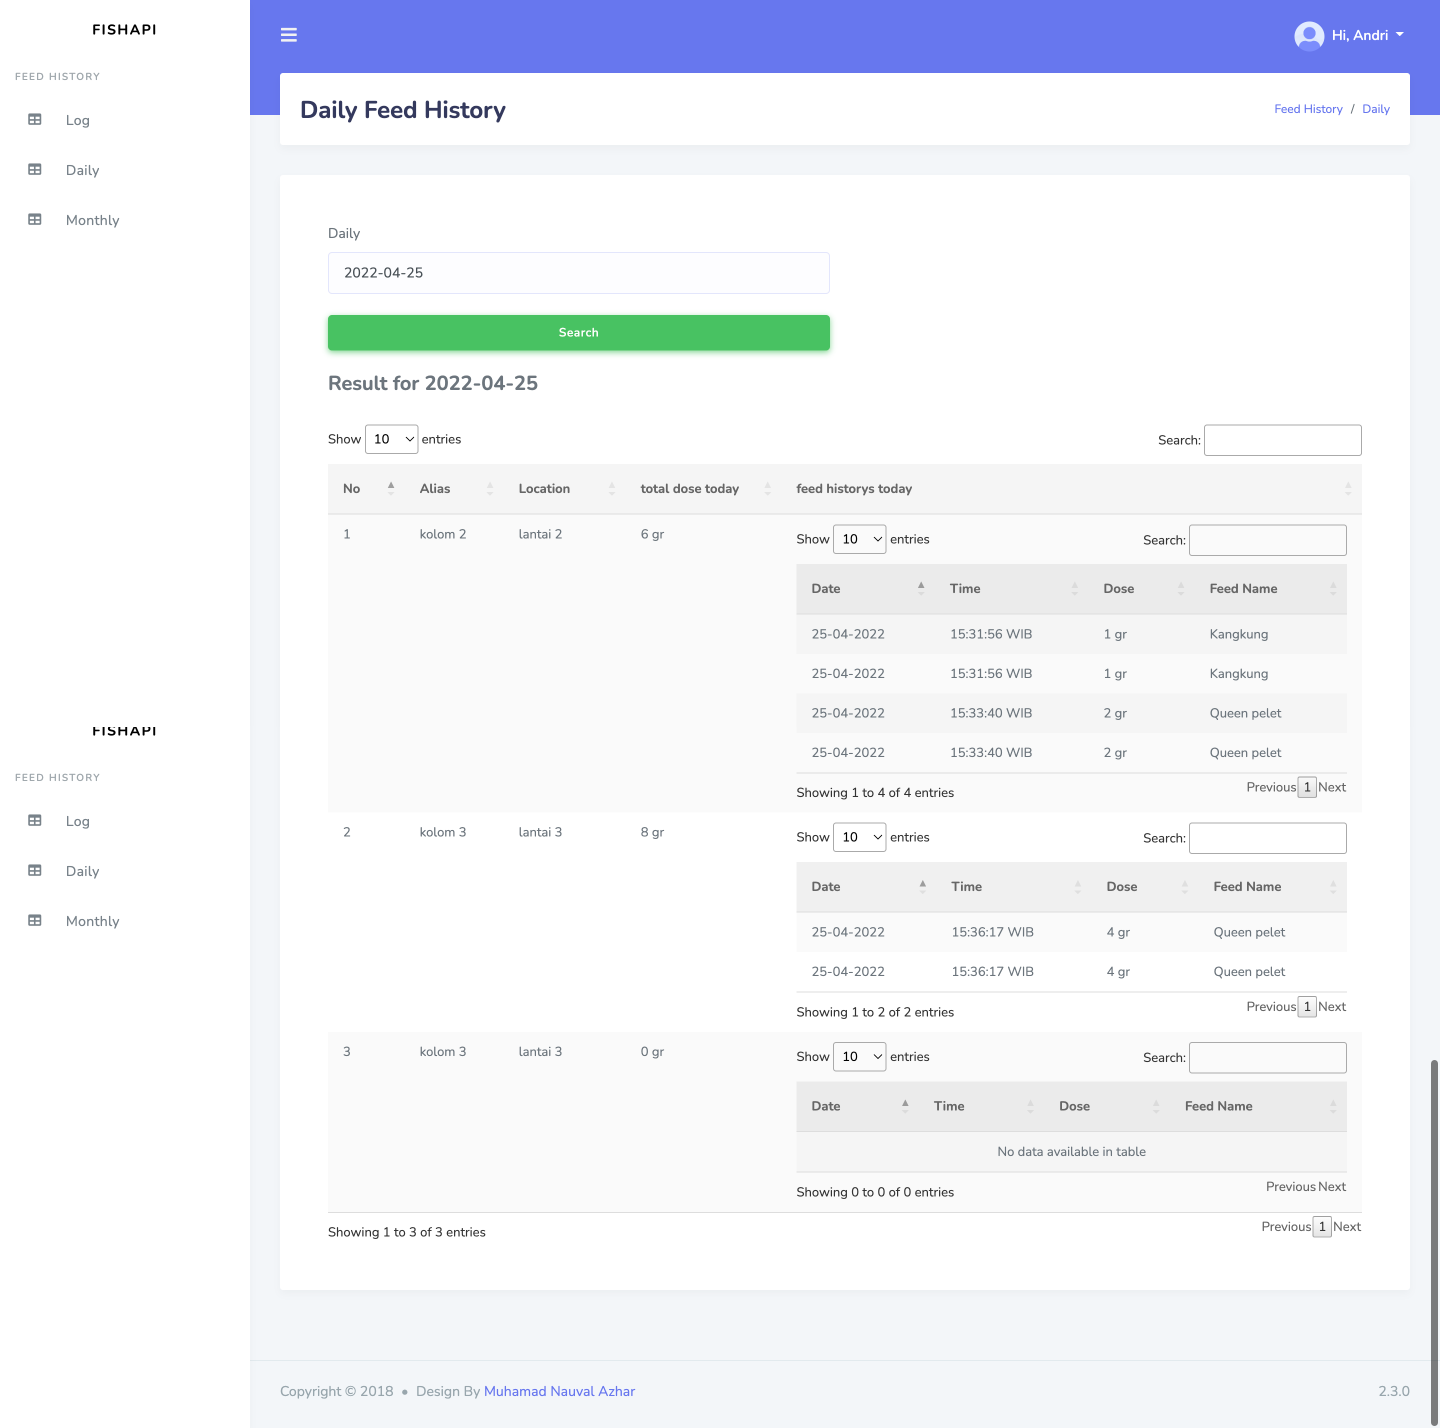 FISHAPI
FEED HISTORY
Log
Daily
Monthly
FISHAPI
FEED HISTORY
Log
Daily
Monthly
Hi, Andri
Daily Feed History
Feed History / Daily
Daily
2022-04-25
Search
Result for 2022-04-25
Show 10 entries Search:
No Alias Location total dose today feed historys today
1 kolom 2 lantai 2 6 gr
Show 10 entries Search:
Date Time Dose Feed Name
25-04-2022 15:31:56 WIB 1 gr Kangkung
25-04-2022 15:31:56 WIB 1 gr Kangkung
25-04-2022 15:33:40 WIB 2 gr Queen pelet
25-04-2022 15:33:40 WIB 2 gr Queen pelet
Showing 1 to 4 of 4 entries Previous 1 Next
2 kolom 3 lantai 3 8 gr
Show 10 entries Search:
Date Time Dose Feed Name
25-04-2022 15:36:17 WIB 4 gr Queen pelet
25-04-2022 15:36:17 WIB 4 gr Queen pelet
Showing 1 to 2 of 2 entries Previous 1 Next
3 kolom 3 lantai 3 0 gr
Show 10 entries Search:
Date Time Dose Feed Name
No data available in table
Showing 0 to 0 of 0 entries Previous Next
Showing 1 to 3 of 3 entries Previous 1 Next
Copyright © 2018 • Design By Muhamad Nauval Azhar 2.3.0